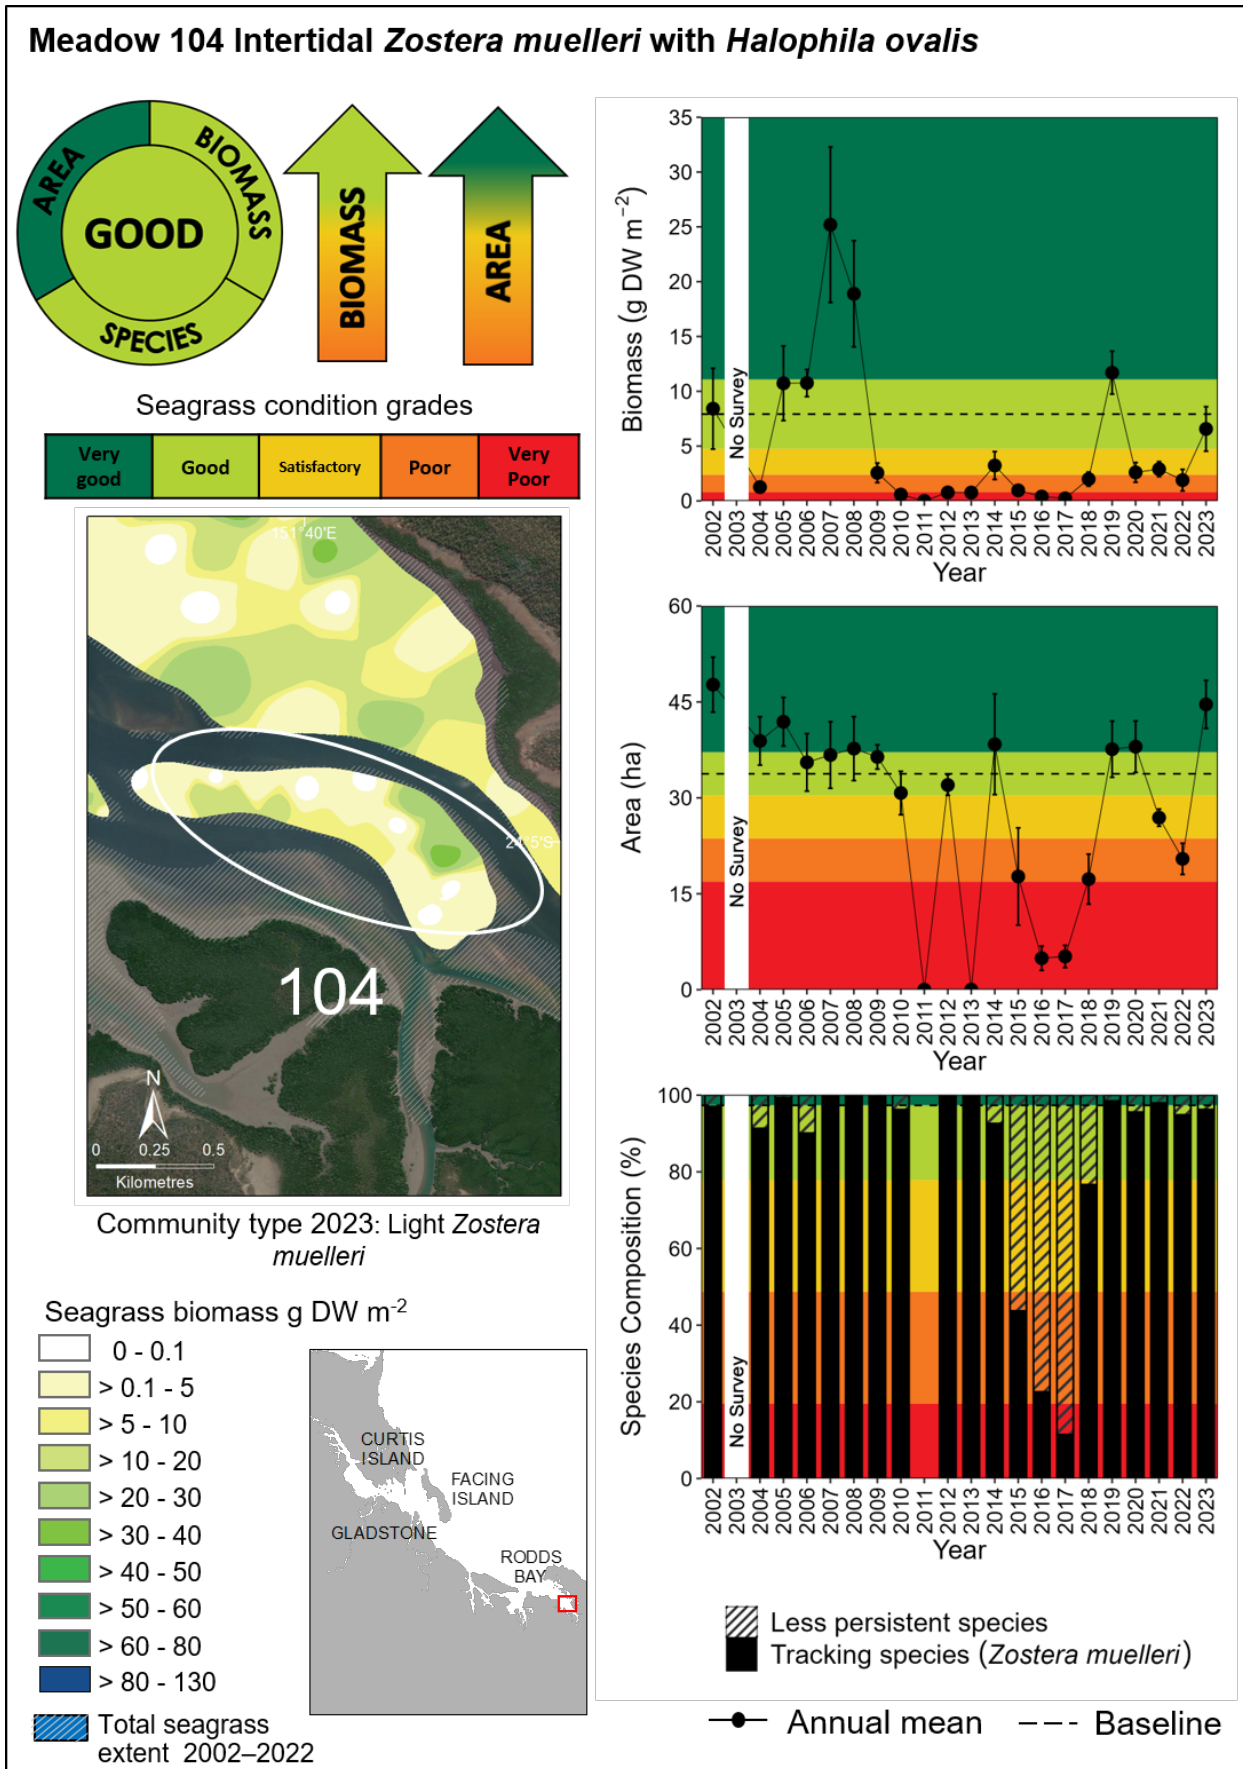 Meadow 104 Intertidal Zostera muelleri with Halophila ovalis
AREA
BIOMASS
SPECIES
GOOD
BIOMASS
AREA
Seagrass condition grades
Very good
Good
Satisfactory
Poor
Very Poor
151°40'E
24°5'S
104
N
0 0.25 0.5
Kilometres
Community type 2023: Light Zostera
muelleri
Seagrass biomass g DW m-2
0 - 0.1
> 0.1 - 5
> 5 - 10
> 10 - 20
> 20 - 30
> 30 - 40
> 40 - 50
> 50 - 60
> 60 - 80
> 80 - 130
Total seagrass
extent 2002–2022
CURTIS
ISLAND
FACING
ISLAND
GLADSTONE
RODDS
BAY
Biomass (g DW m−2)
35
30
25
20
15
10
5
0
No Survey
2002 2003 2004 2005 2006 2007 2008 2009 2010 2011 2012 2013 2014 2015 2016 2017 2018 2019 2020 2021 2022 2023
Year
Area (ha)
60
45
30
15
0
No Survey
2002 2003 2004 2005 2006 2007 2008 2009 2010 2011 2012 2013 2014 2015 2016 2017 2018 2019 2020 2021 2022 2023
Year
Species Composition (%)
100
80
60
40
20
0
No Survey
2002 2003 2004 2005 2006 2007 2008 2009 2010 2011 2012 2013 2014 2015 2016 2017 2018 2019 2020 2021 2022 2023
Year
Less persistent species
Tracking species (Zostera muelleri)
Annual mean
Baseline